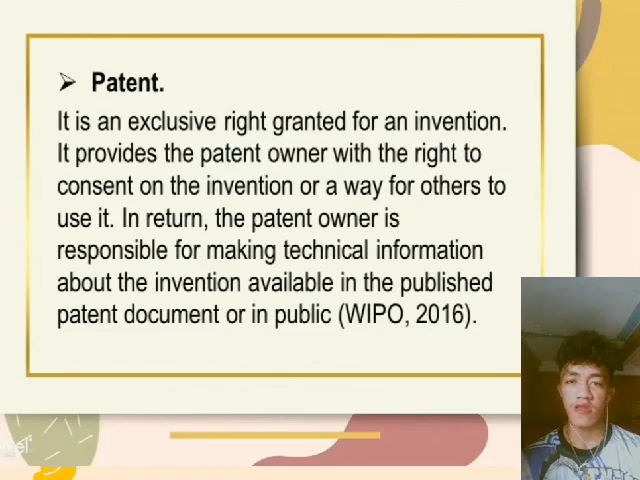 ➢ Patent.
It is an exclusive right granted for an invention.
It provides the patent owner with the right to
consent on the invention or a way for others to
use it. In return, the patent owner is
responsible for making technical information
about the invention available in the published
patent document or in public (WIPO, 2016).